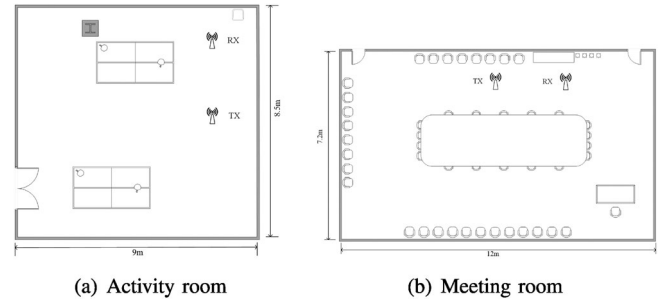 RX
TX
8.5m
9m
(a) Activity room
TX
RX
7.2m
12m
(b) Meeting room